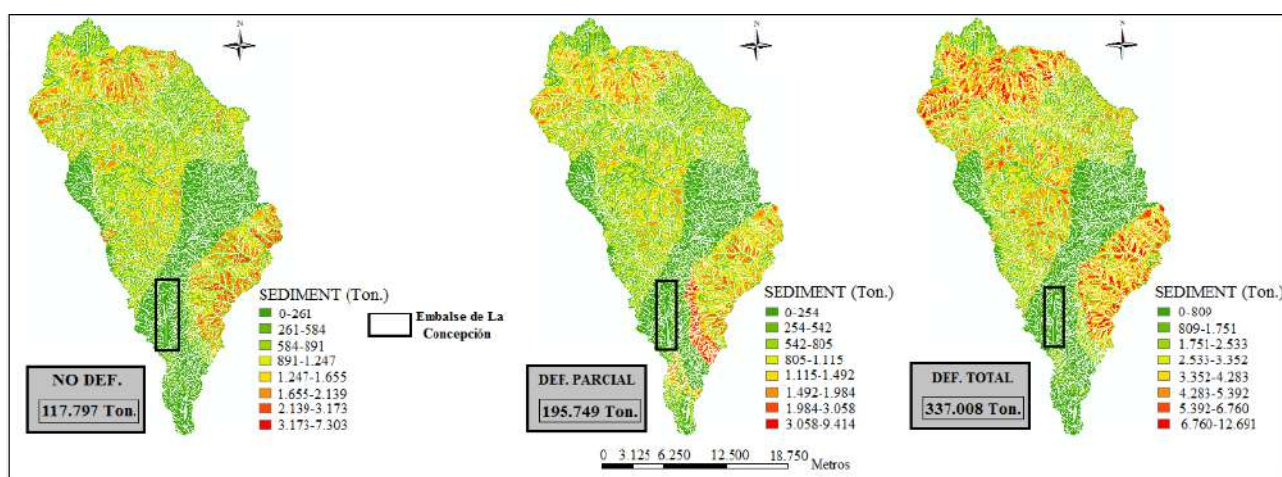 N
SEDIMENT (Ton.)
0-261
261-584
584-891
891-1.247
1.247-1.655
1.655-2.139
2.139-3.173
3.173-7.303
NO DEF.
117.797 Ton.
Embalse de La
Concepción
N
SEDIMENT (Ton.)
0-254
254-542
542-805
805-1.115
1.115-1.492
1.492-1.984
1.984-3.058
3.058-9.414
DEF. PARCIAL
195.749 Ton.
N
SEDIMENT (Ton.)
0-809
809-1.751
1.751-2.533
2.533-3.352
3.352-4.283
4.283-5.392
5.392-6.760
6.760-12.691
DEF. TOTAL
337.008 Ton.
0 3.125 6.250 12.500 18.750
Metros